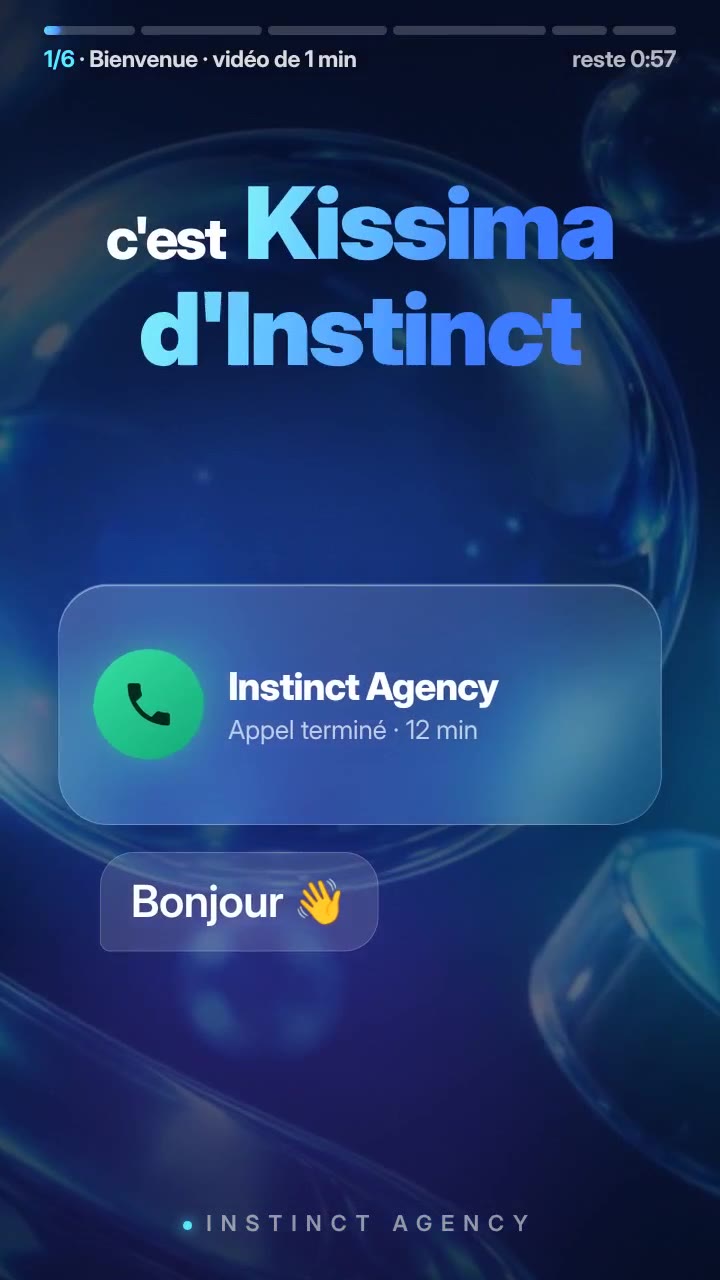 1/6 · Bienvenue · vidéo de 1 min
reste 0:57
c'est Kissima
d'Instinct
Instinct Agency
Appel terminé · 12 min
Bonjour 👋
INSTINCT AGENCY